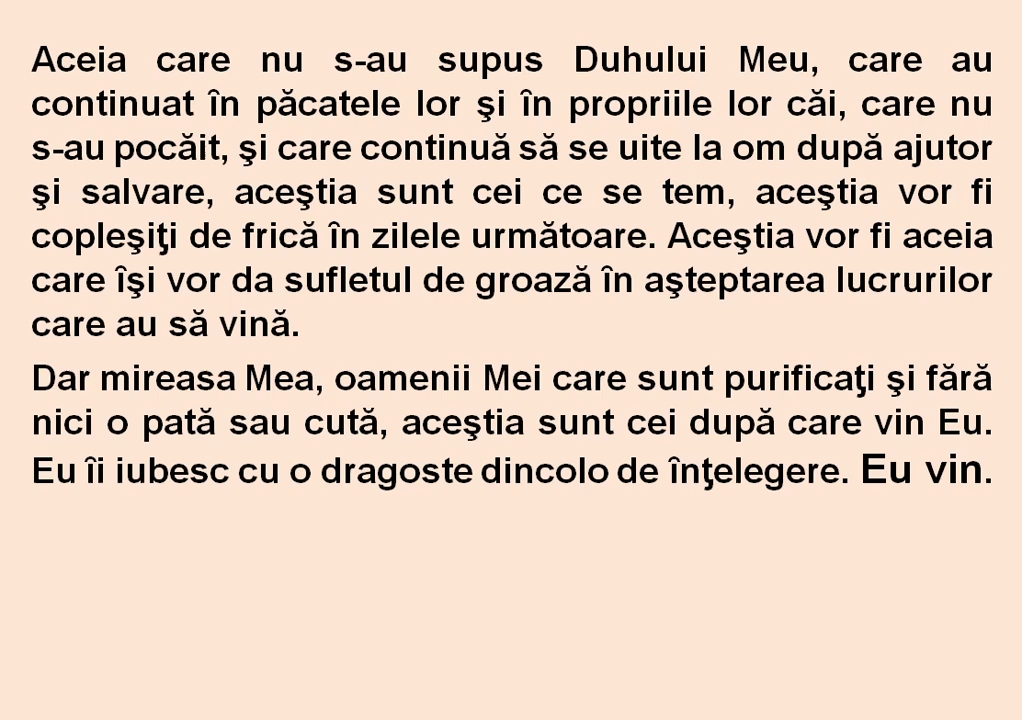 Aceia care nu s-au supus Duhului Meu, care au
continuat în păcatele lor şi în propriile lor căi, care nu
s-au pocăit, şi care continuă să se uite la om după ajutor
şi salvare, aceştia sunt cei ce se tem, aceştia vor fi
copleşiţi de frică în zilele următoare. Aceştia vor fi aceia
care îşi vor da sufletul de groază în aşteptarea lucrurilor
care au să vină.
Dar mireasa Mea, oamenii Mei care sunt purificaţi şi fără
nici o pată sau cută, aceştia sunt cei după care vin Eu.
Eu îi iubesc cu o dragoste dincolo de înţelegere. Eu vin.